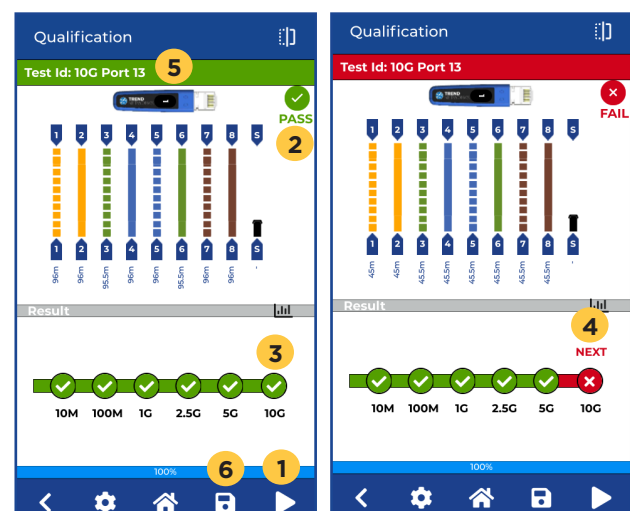 Qualification
Test Id: 10G Port 13
5
TREND
PASS
2
1 2 3 4 5 6 7 8 S
1 2 3 4 5 6 7 8 S
96m 96m 95.5m 96m 96m 95.5m 96m 96m -
Result
3
10M 100M 1G 2.5G 5G 10G
100%
6
1
Qualification
Test Id: 10G Port 13
TREND
FAIL
1 2 3 4 5 6 7 8 S
1 2 3 4 5 6 7 8 S
45m 45m 45.5m 45.5m 45.5m 45.5m 45.5m 45.5m -
Result
4
NEXT
10M 100M 1G 2.5G 5G 10G
100%